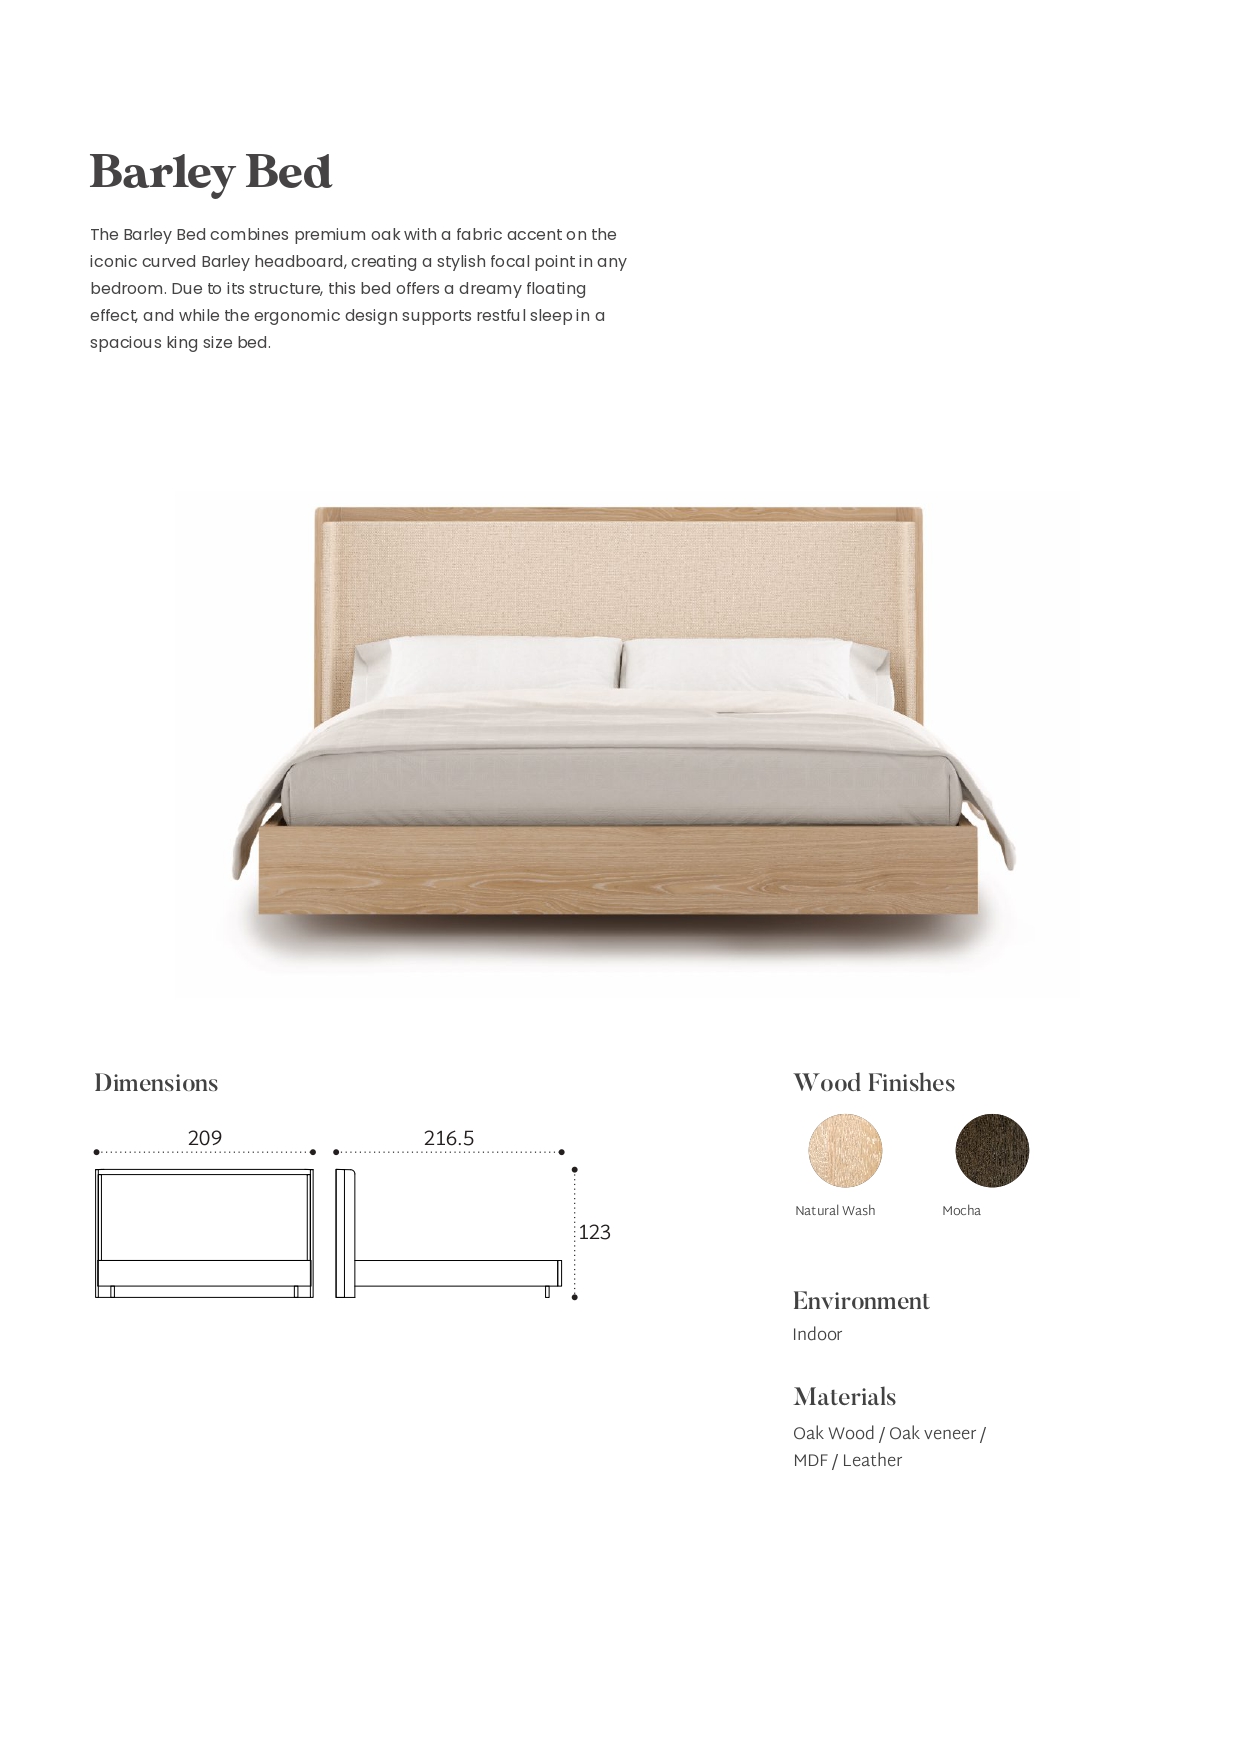 Barley Bed
The Barley Bed combines premium oak with a fabric accent on the
iconic curved Barley headboard, creating a stylish focal point in any
bedroom. Due to its structure, this bed offers a dreamy floating
effect, and while the ergonomic design supports restful sleep in a
spacious king size bed.
Dimensions
209
216.5
123
Wood Finishes
Natural Wash
Mocha
Environment
Indoor
Materials
Oak Wood / Oak veneer /
MDF / Leather